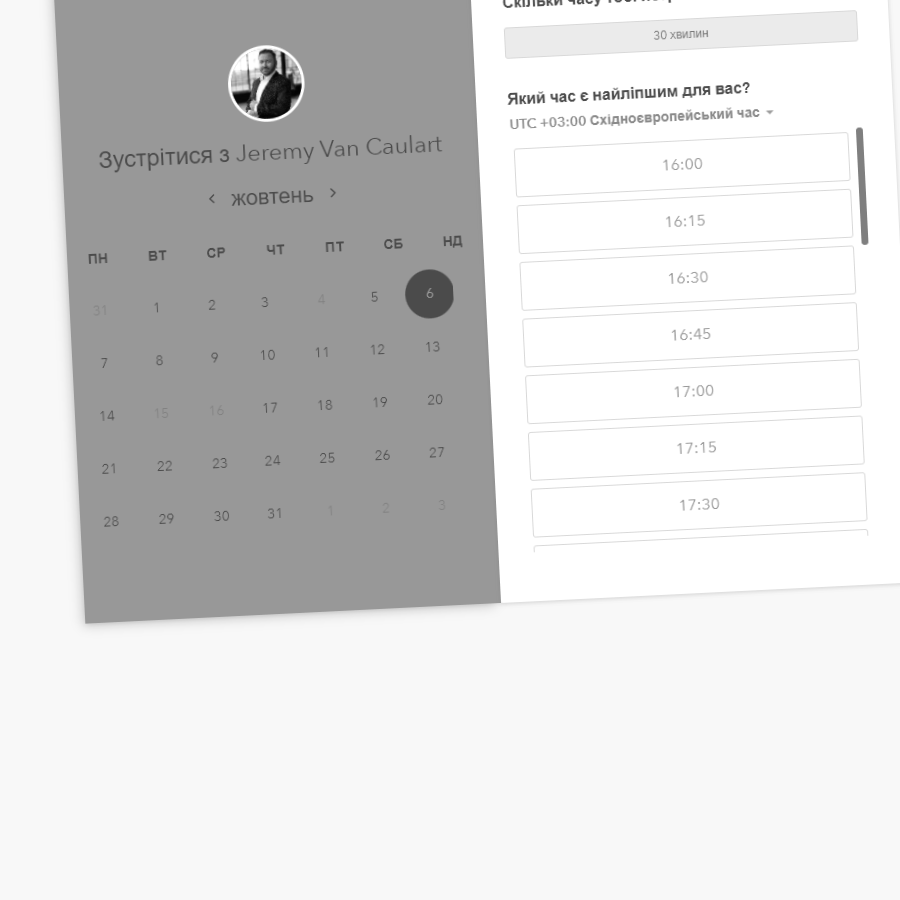 Зустрітися з Jeremy Van Caulart
жовтень
ПН ВТ СР ЧТ ПТ СБ НД
31 1 2 3 4 5 6
7 8 9 10 11 12 13
14 15 16 17 18 19 20
21 22 23 24 25 26 27
28 29 30 31 1 2 3
Скільки часу
30 хвилин
Який час є найліпшим для вас?
UTC +03:00 Східноєвропейський час
16:00
16:15
16:30
16:45
17:00
17:15
17:30